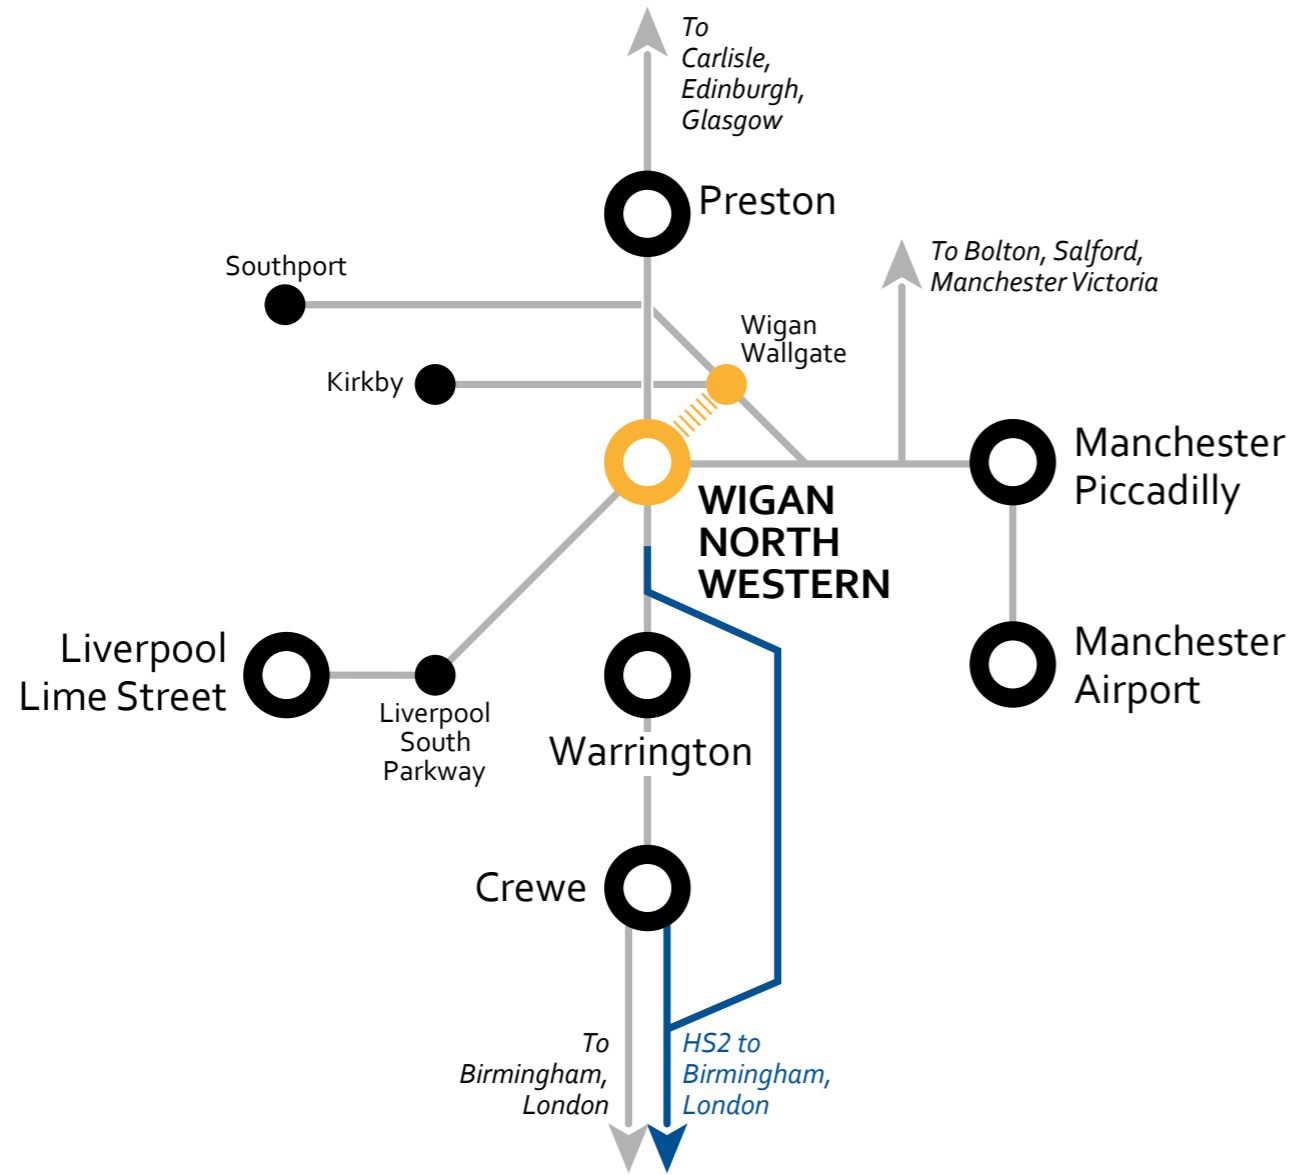 To
Carlisle,
Edinburgh,
Glasgow
Preston
To Bolton, Salford,
Manchester Victoria
Southport
Wigan
Wallgate
Kirkby
Manchester
Piccadilly
WIGAN
NORTH
WESTERN
Liverpool
Lime Street
Manchester
Airport
Liverpool
South
Parkway
Warrington
Crewe
To
Birmingham,
London
HS2 to
Birmingham,
London